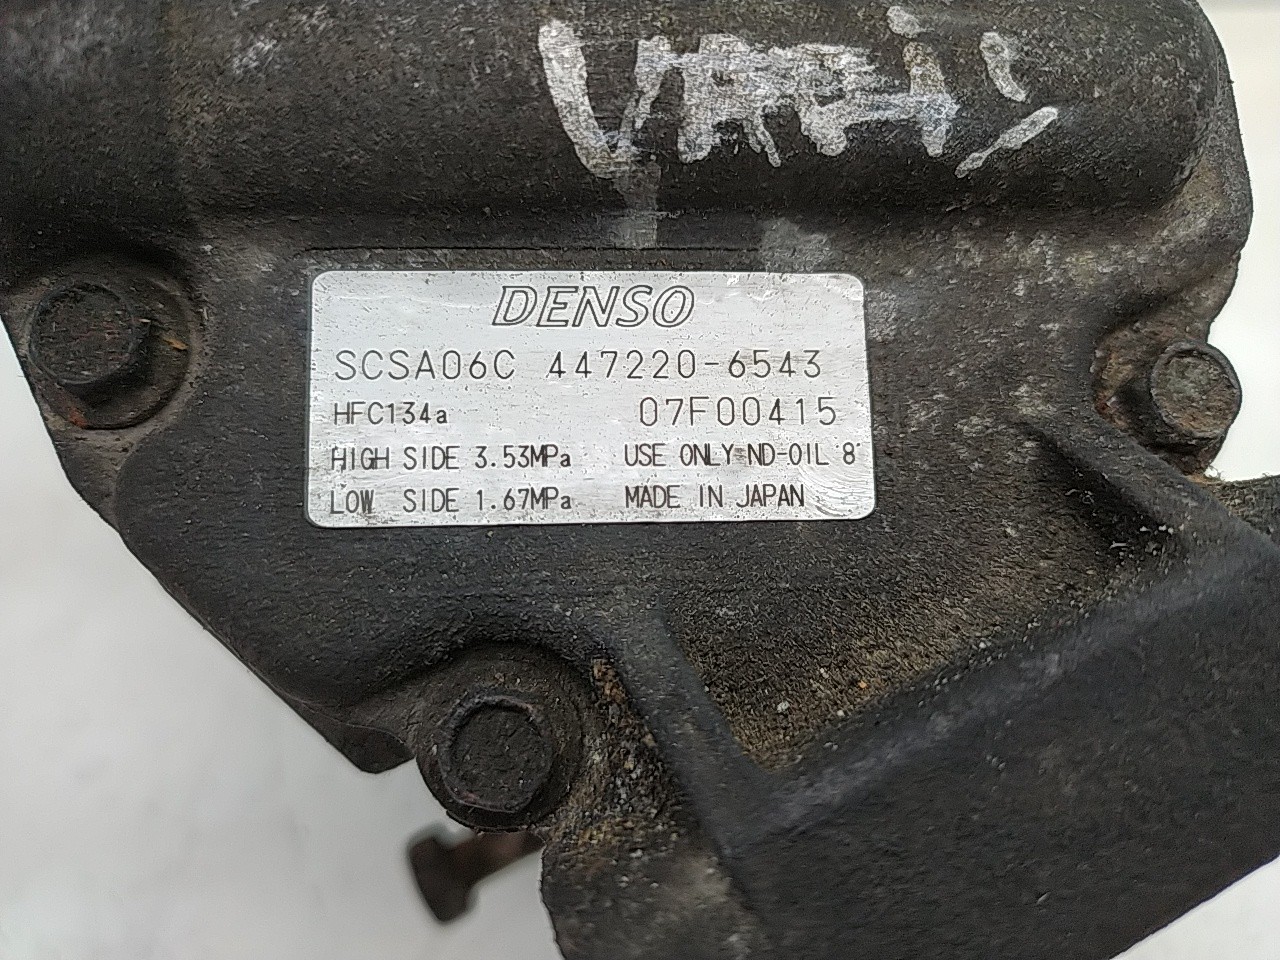 YARiS
DENSO
SCSA06C 447220-6543
HFC134a 07F00415
HIGH SIDE 3.53MPa USE ONLY ND-OIL 8
LOW SIDE 1.67MPa MADE IN JAPAN